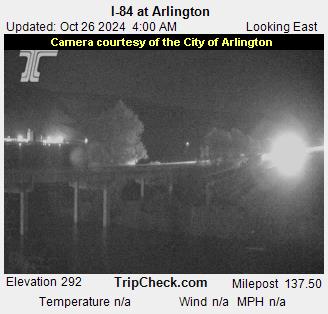 I-84 at Arlington
Updated: Oct 26 2024 4:00 AM Looking East
Camera courtesy of the City of Arlington
Elevation 292 TripCheck.com Milepost 137.50
Temperature n/a Wind n/a MPH n/a